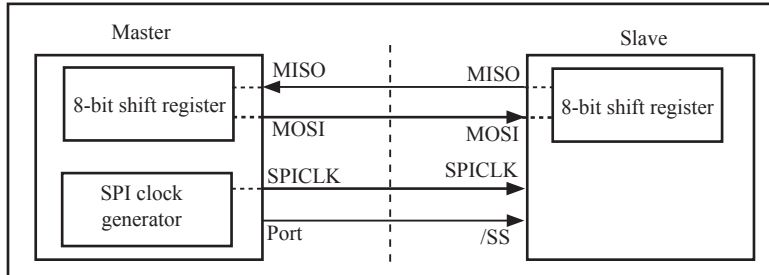 Master
Slave
MISO
MISO
8-bit shift register
8-bit shift register
MOSI
MOSI
SPICLK
SPICLK
SPI clock
generator
Port
/SS